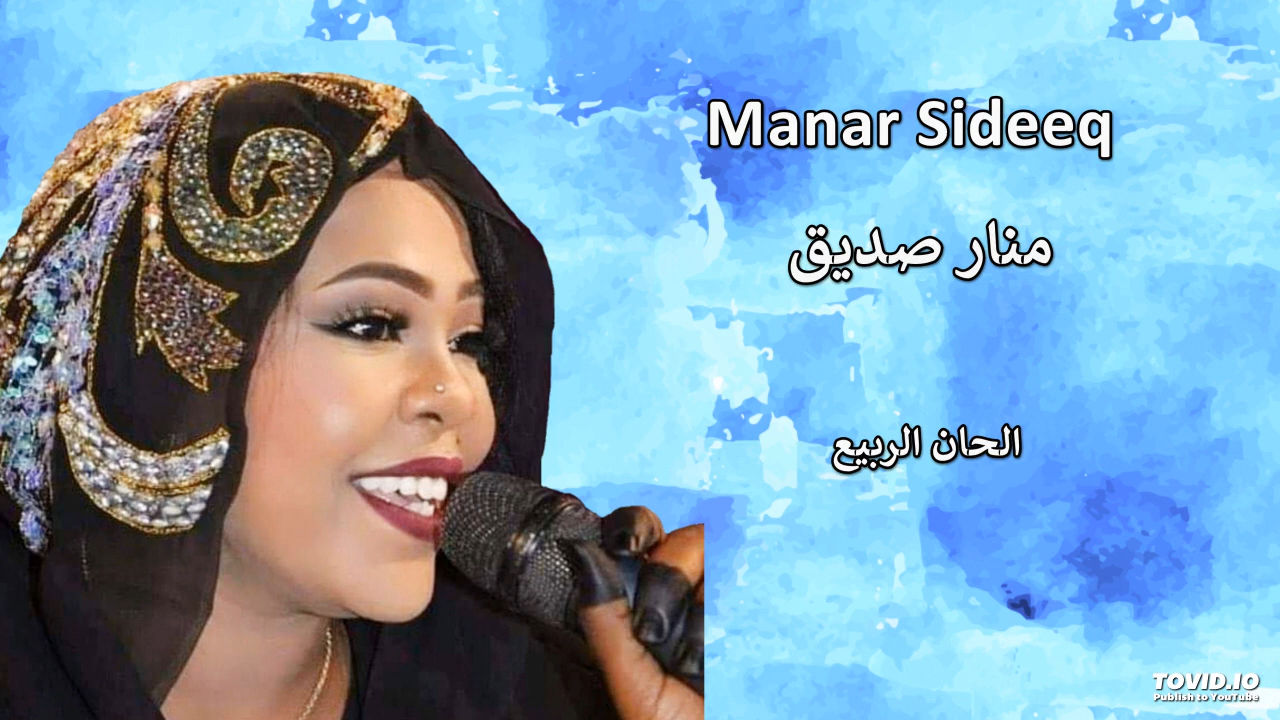 Manar Sideeq
منار صديق
الحان الربيع
TOVID.IO
Publish to YouTube